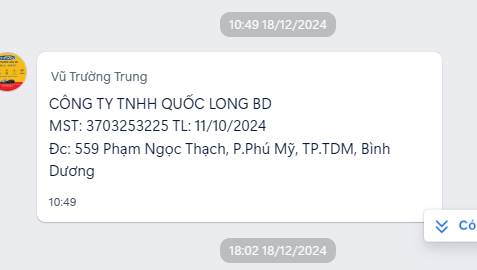 10:49 18/12/2024
Vũ Trường Trung
CÔNG TY TNHH QUỐC LONG BD
MST: 3703253225 TL: 11/10/2024
Đc: 559 Phạm Ngọc Thạch, P.Phú Mỹ, TP.TDM, Bình
Dương
10:49
Có
18:02 18/12/2024